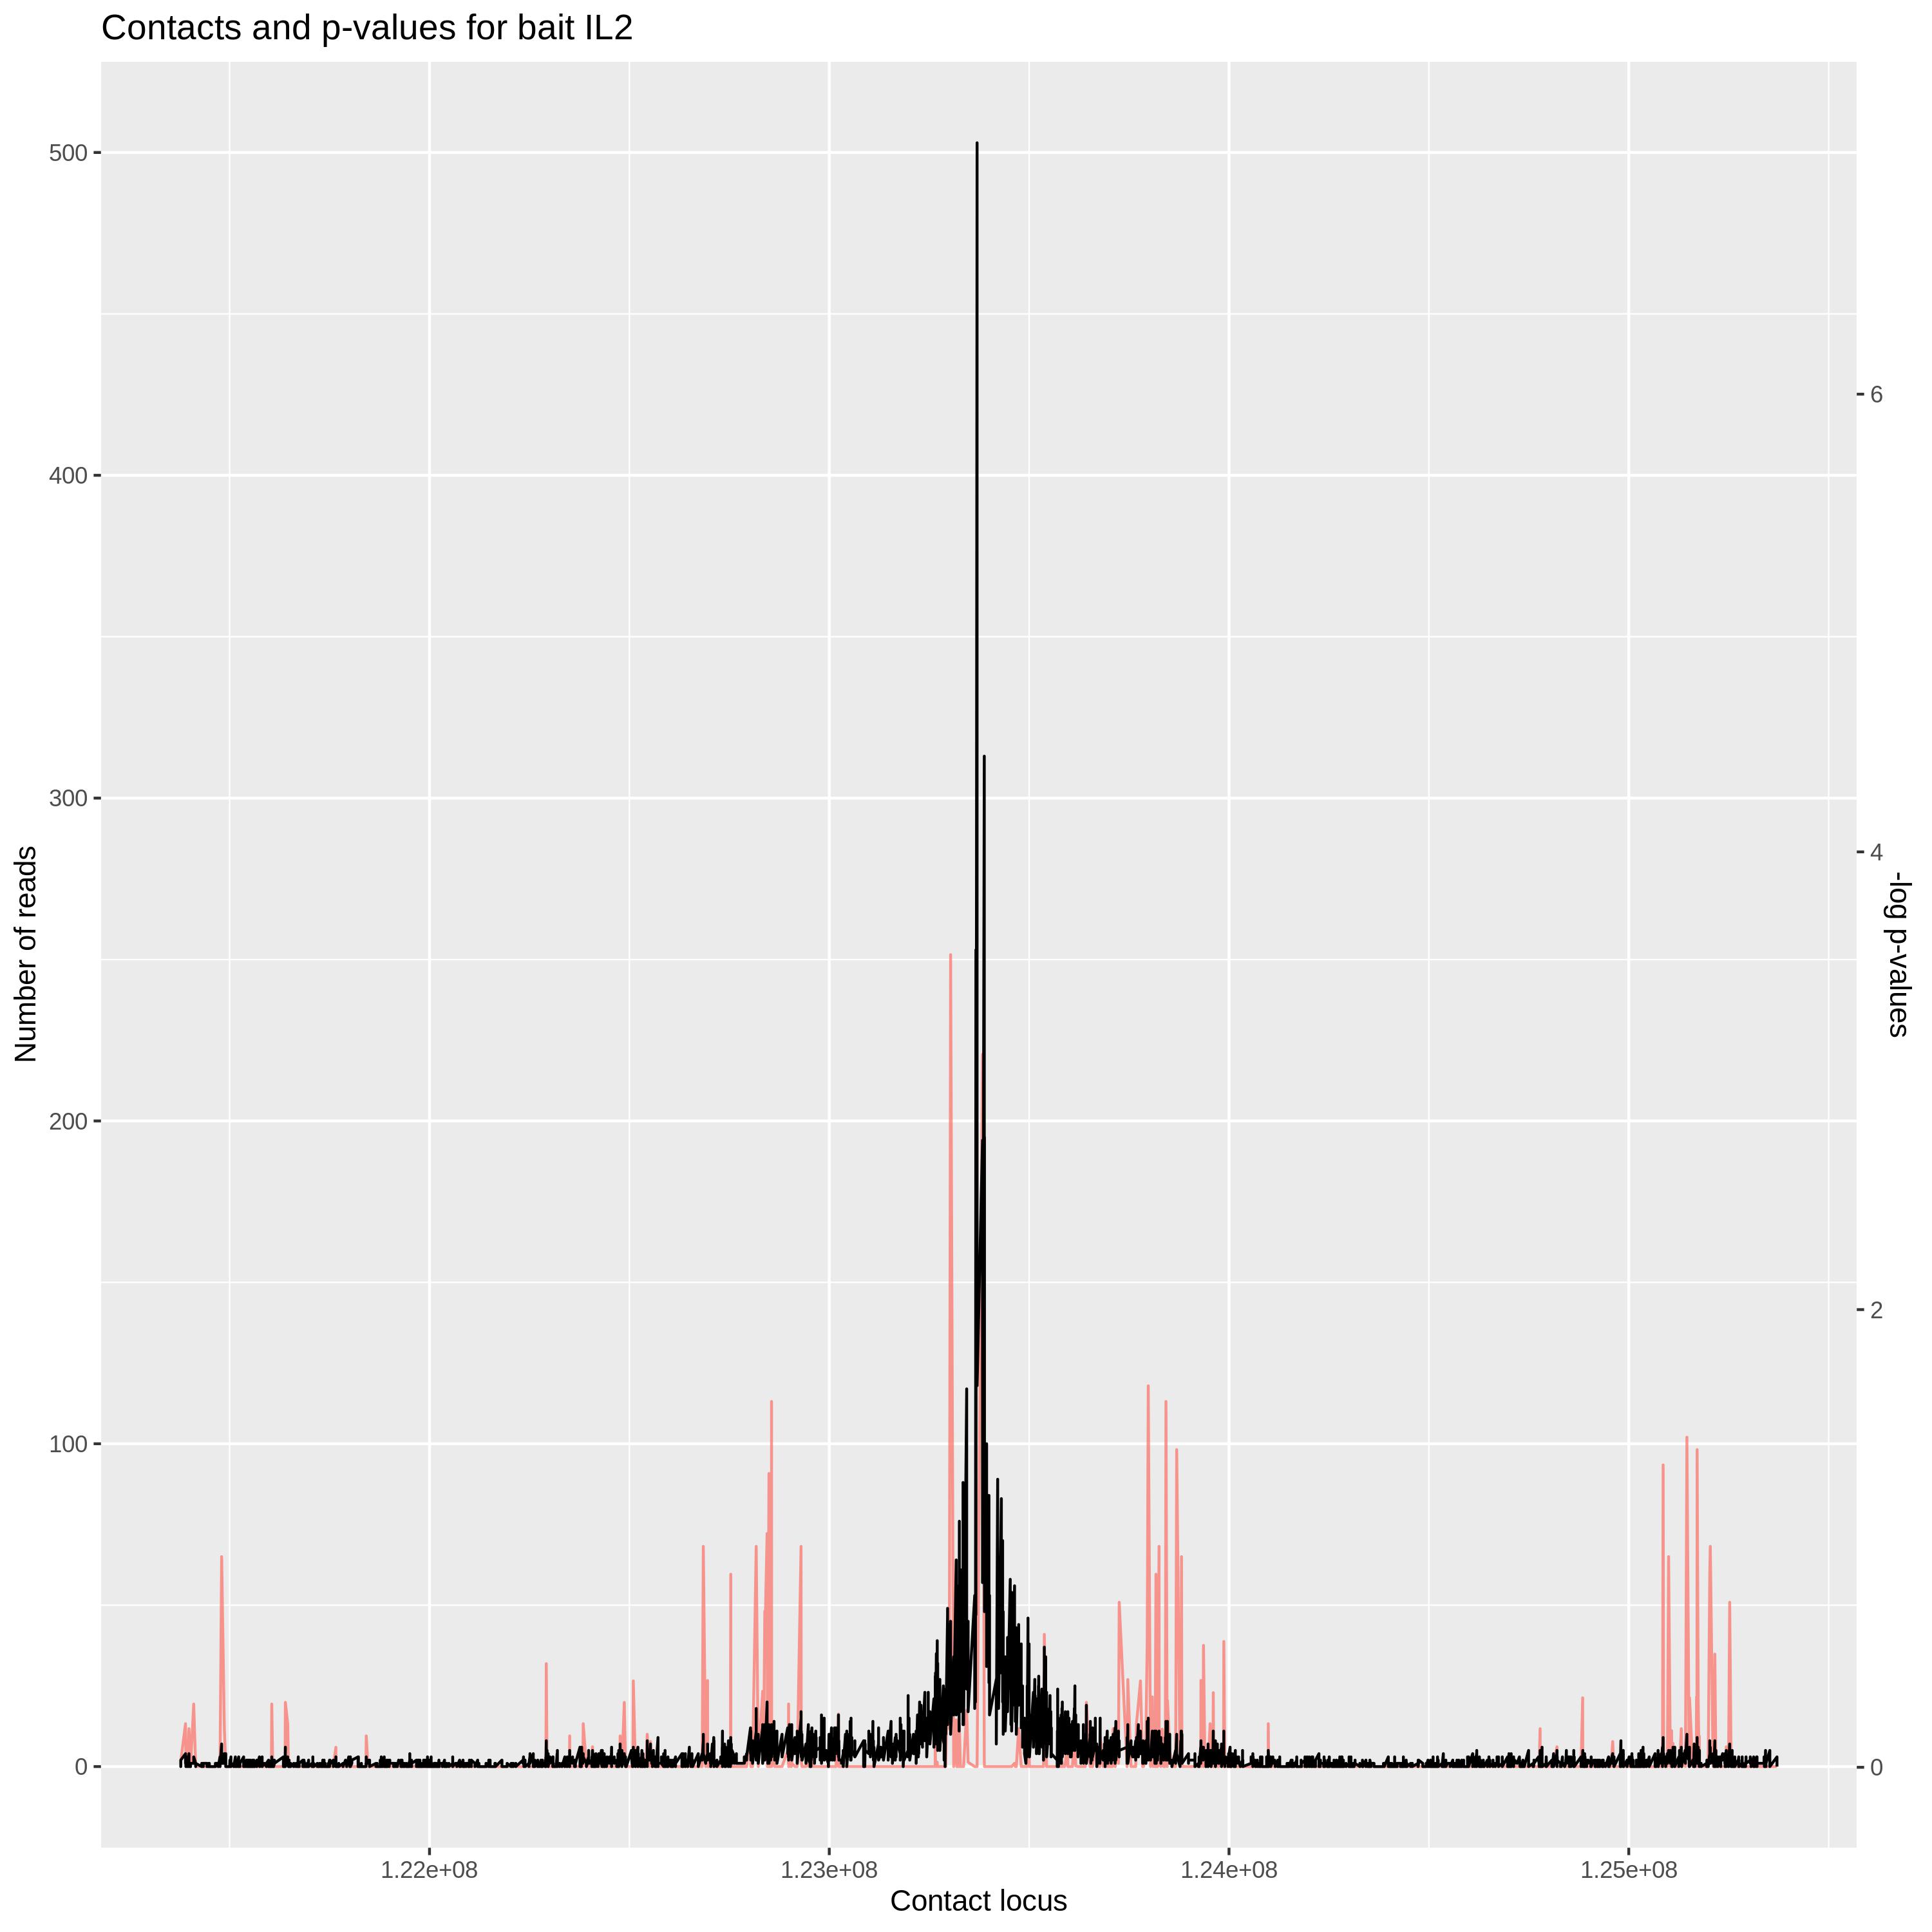 Contacts and p-values for bait IL2
500
400
300
200
100
0
Number of reads
6
4
2
0
-log p-values
1.22e+08
1.23e+08
1.24e+08
1.25e+08
Contact locus